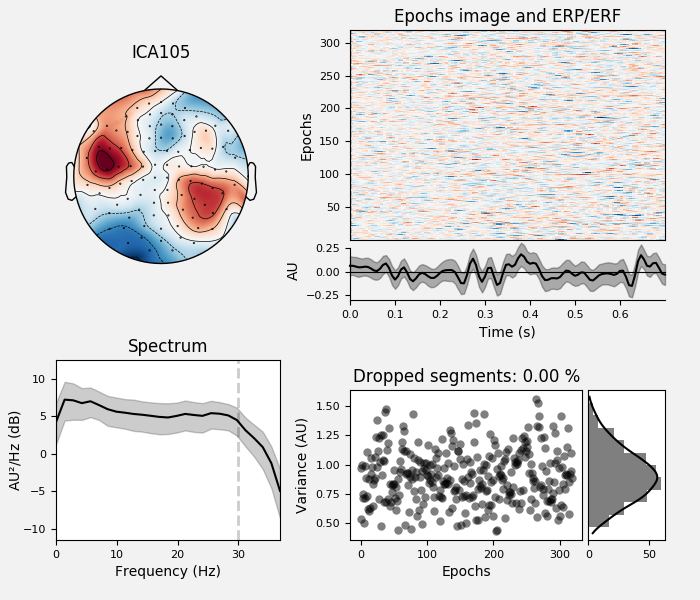 ICA105
Epochs image and ERP/ERF
Epochs
300
250
200
150
100
50
AU
0.25
0.00
−0.25
0.0 0.1 0.2 0.3 0.4 0.5 0.6
Time (s)
Spectrum
AU²/Hz (dB)
10
5
0
−5
−10
0 10 20 30
Frequency (Hz)
Dropped segments: 0.00 %
Variance (AU)
1.50
1.25
1.00
0.75
0.50
0 100 200 300
Epochs
0 50